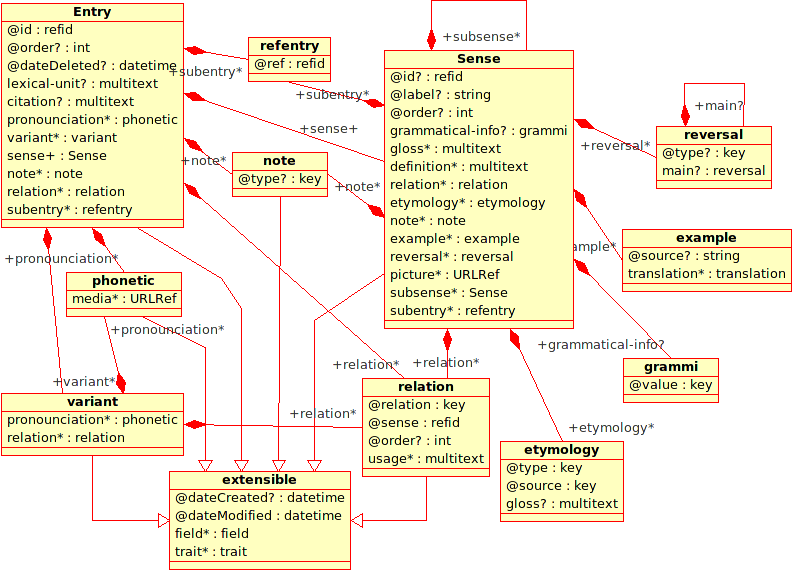 Entry
@id : refid
@order? : int
@dateDeleted? : datetime
lexical-unit? : multitext
citation? : multitext
pronounciation* : phonetic
variant* : variant
sense+ : Sense
note* : note
relation* : relation
subentry* : refentry
refentry
@ref : refid
+subentry*
+subentry*
+sense+
+note*
note
@type? : key
+note*
+subsense*
Sense
@id? : refid
@label? : string
@order? : int
grammatical-info? : grammi
gloss* : multitext
definition* : multitext
relation* : relation
etymology* : etymology
note* : note
example* : example
reversal* : reversal
picture* : URLRef
subsense* : Sense
subentry* : refentry
+main?
reversal
@type? : key
main? : reversal
+reversal*
example
@source? : string
translation* : translation
ample*
+pronounciation*
phonetic
media* : URLRef
+pronounciation*
+grammatical-info?
grammi
@value : key
+relation*
+relation*
+variant*
variant
pronounciation* : phonetic
relation* : relation
+relation*
relation
@relation : key
@sense : refid
@order? : int
usage* : multitext
+etymology*
etymology
@type : key
@source : key
gloss? : multitext
extensible
@dateCreated? : datetime
@dateModified : datetime
field* : field
trait* : trait